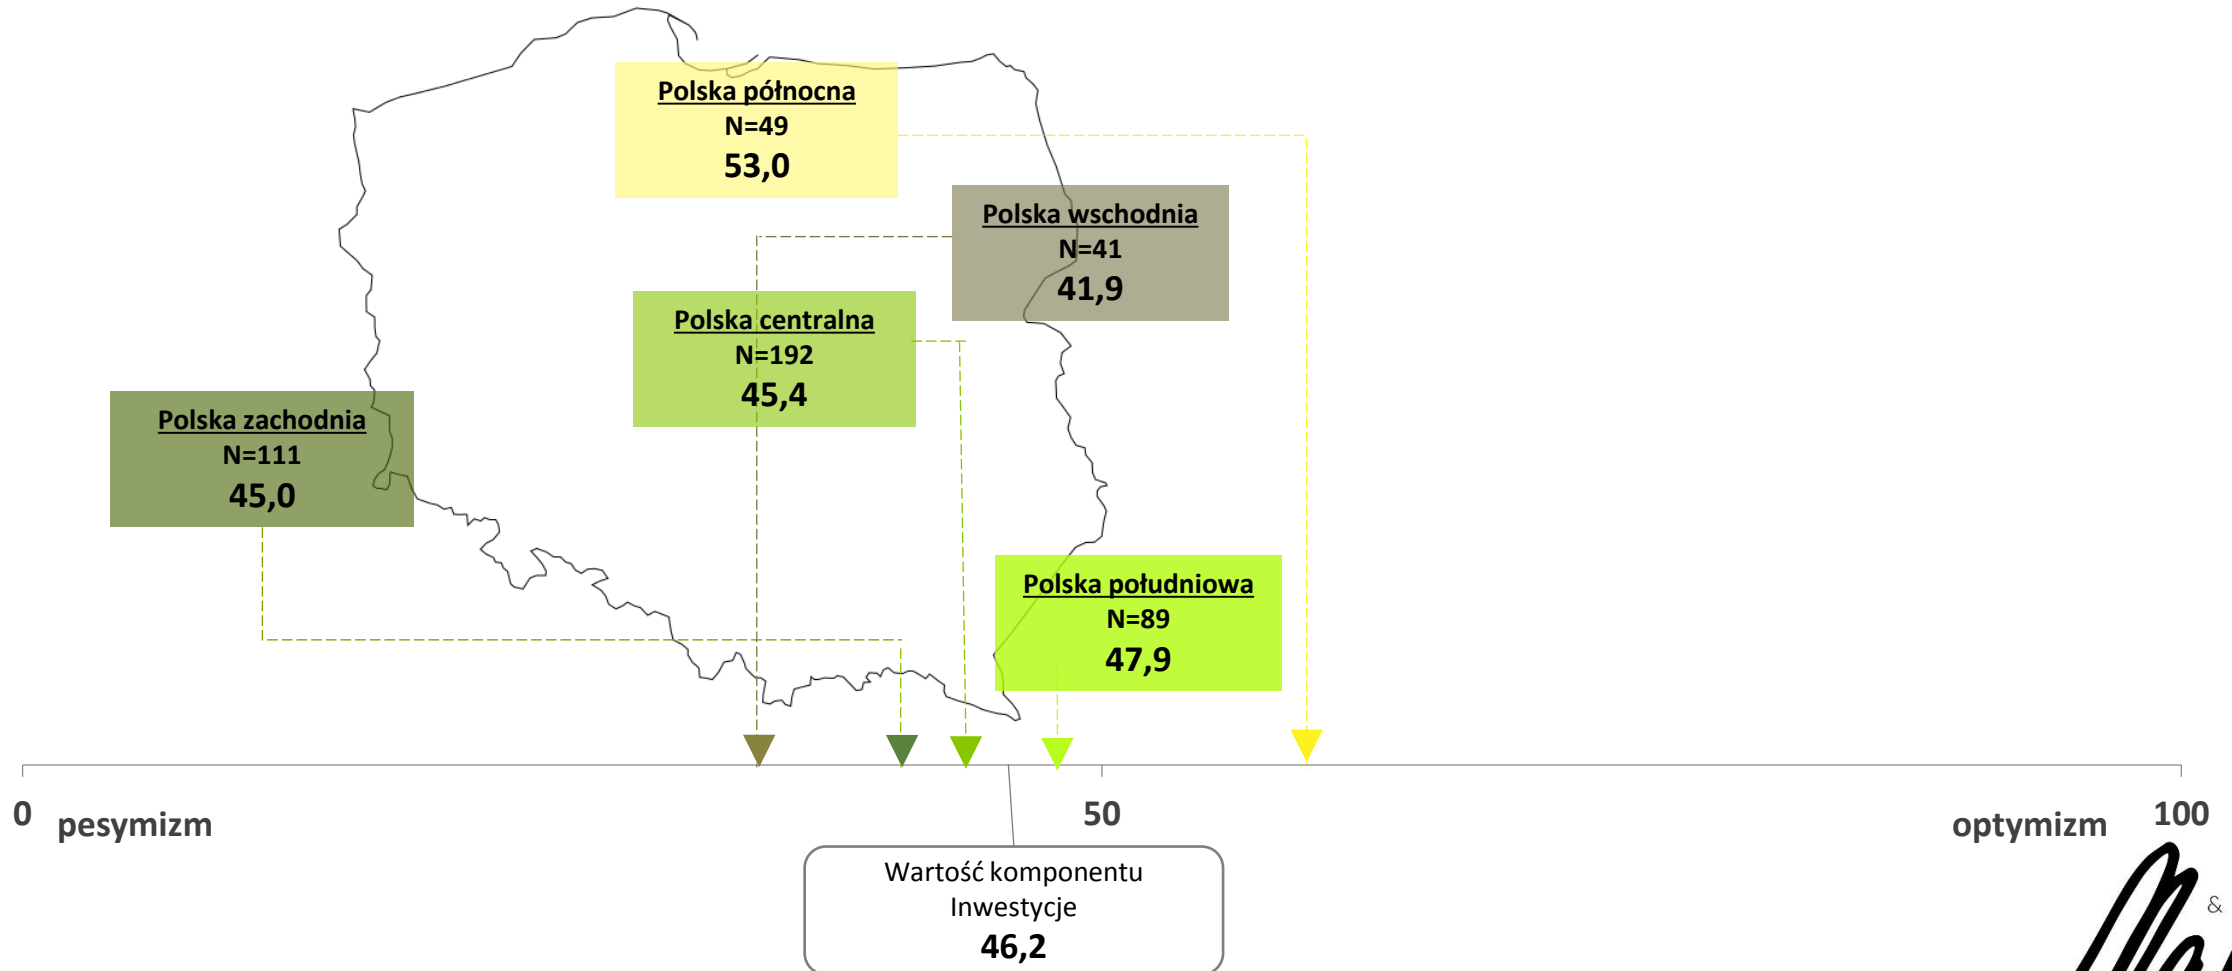 Polska północna
N=49
53,0
Polska wschodnia
N=41
41,9
Polska centralna
N=192
45,4
Polska zachodnia
N=111
45,0
Polska południowa
N=89
47,9
0
pesymizm
50
optymizm
100
Wartość komponentu
Inwestycje
46,2
&